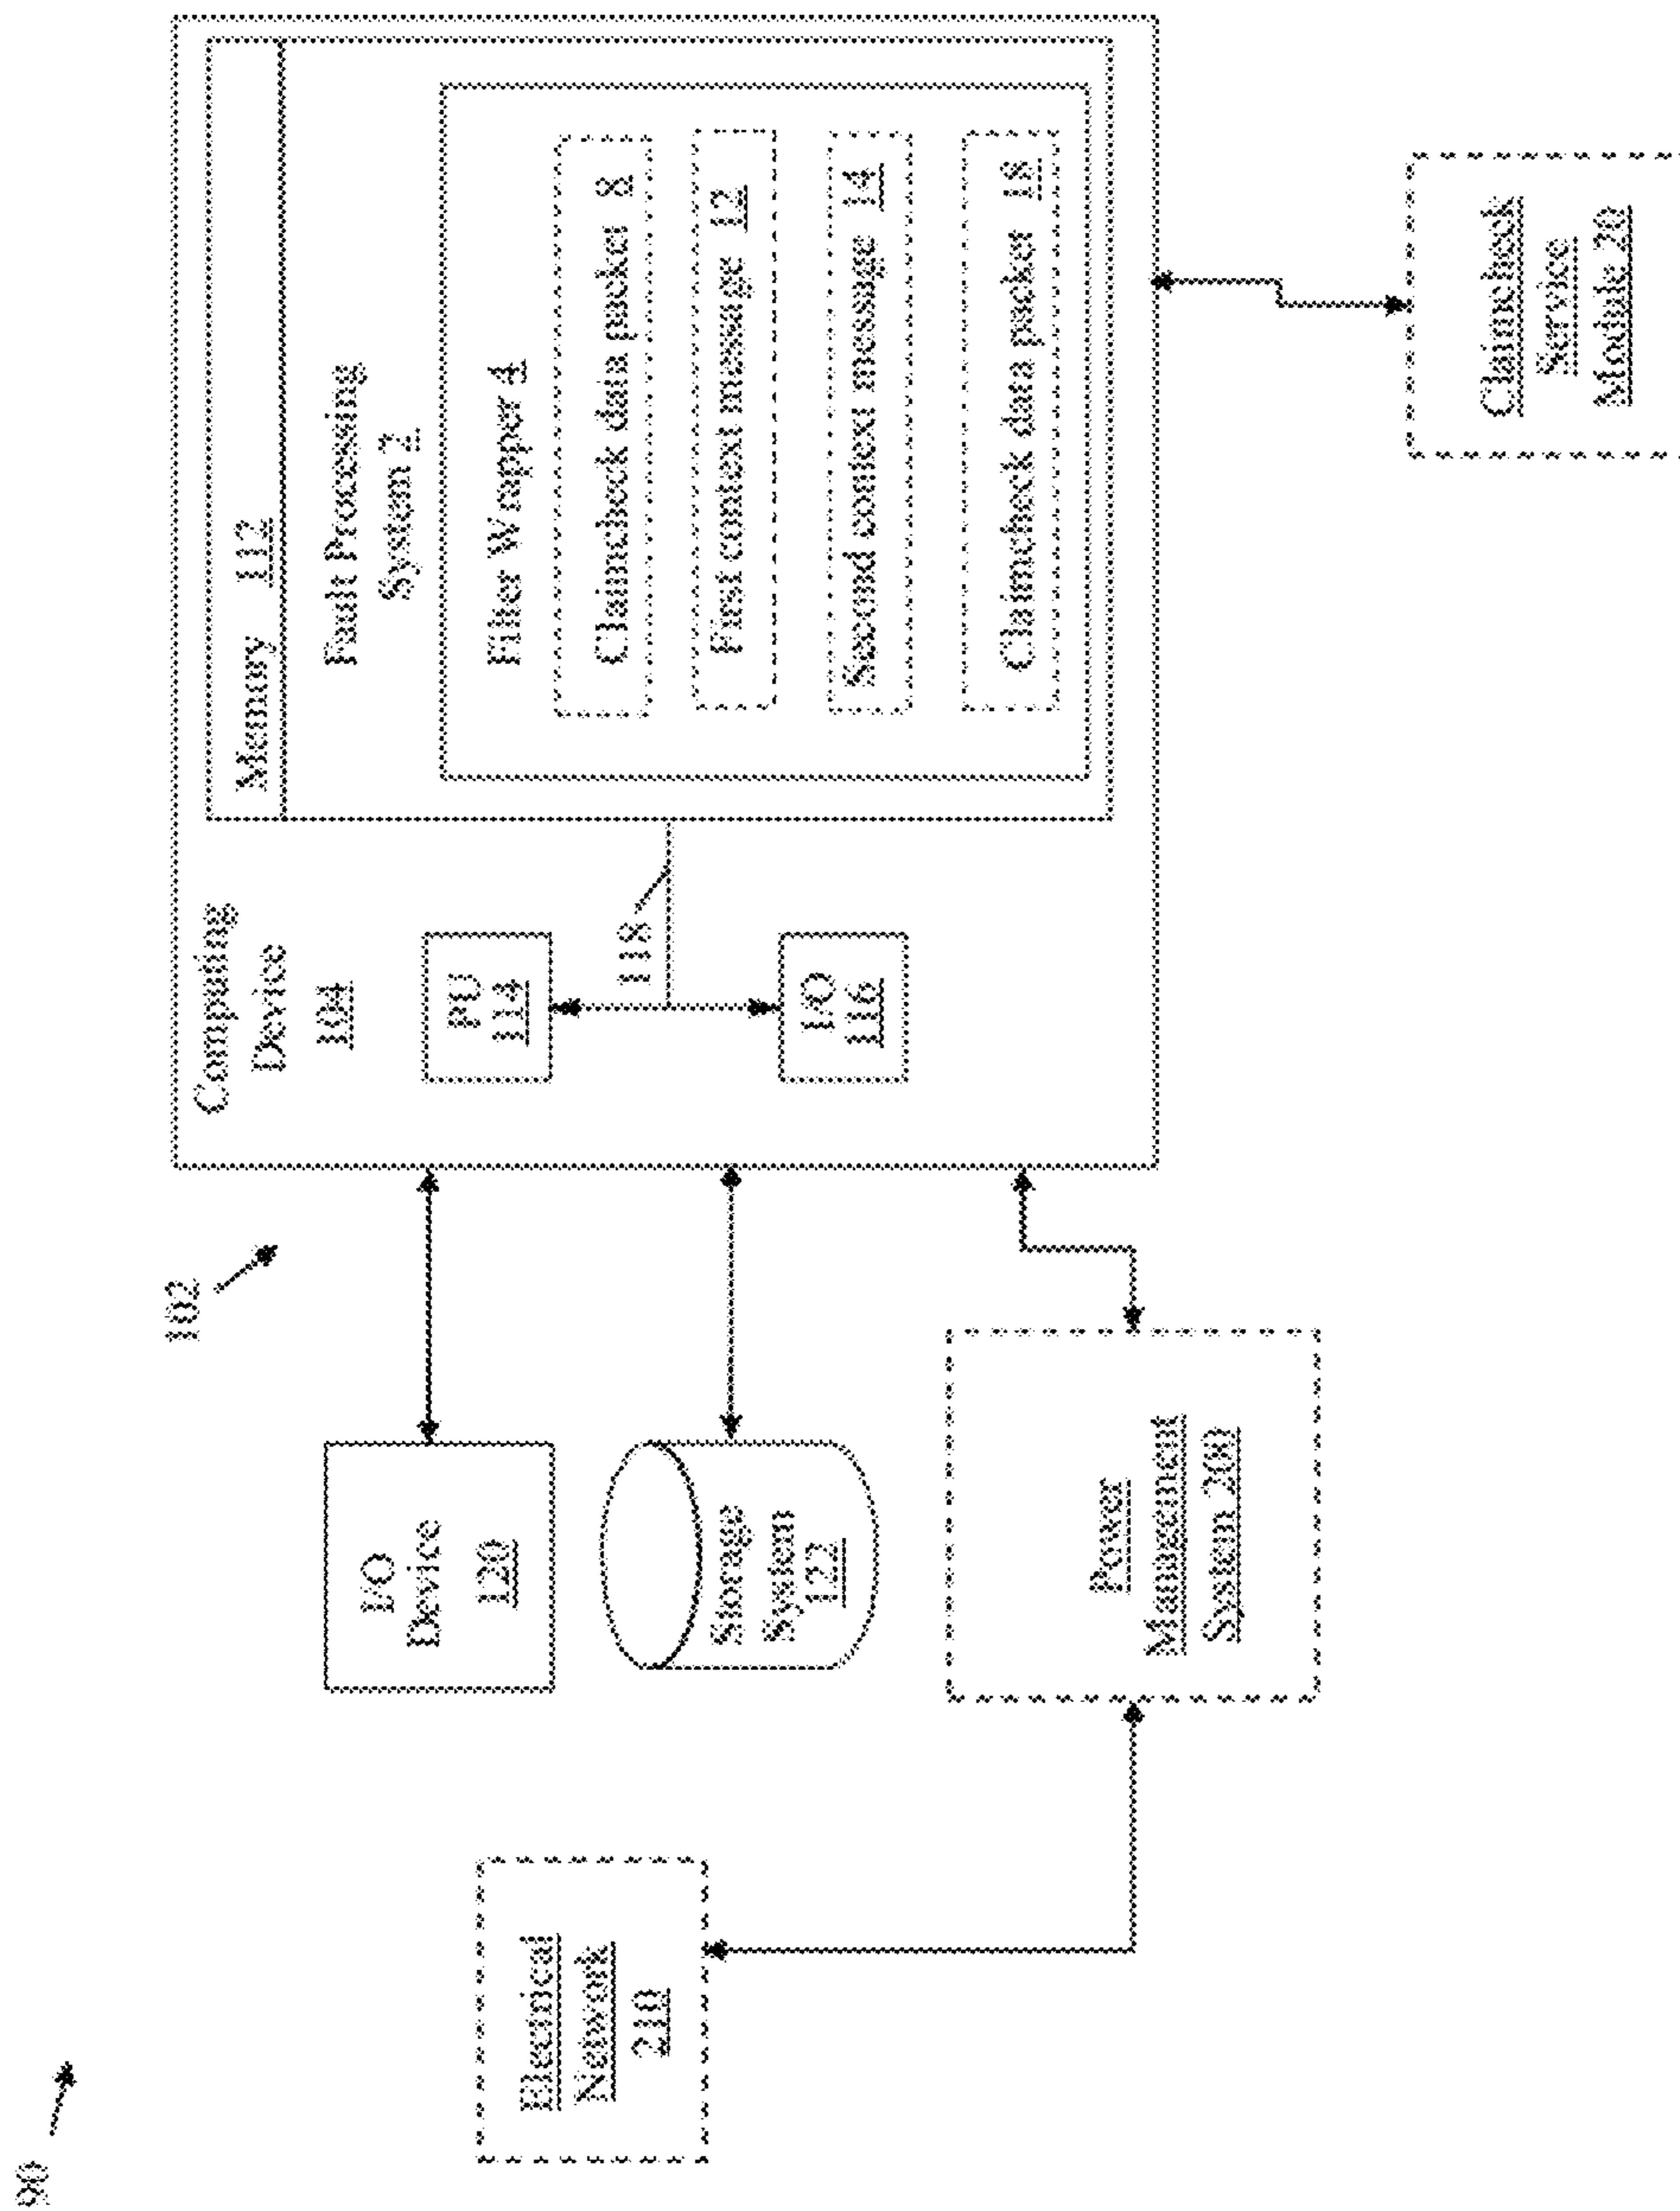 90
102
Computing
Device
104
Memory 112
Fault Processing
System 2
Filter Wrapper 4
Claimcheck data packet 8
First context message 12
Second context message 14
Claimcheck data packet 18
PU
114
118
I/O
116
I/O
Device
120
Storage
System
122
Electrical
Network
210
Power
Management
System 200
Claimcheck
Service
Module 20